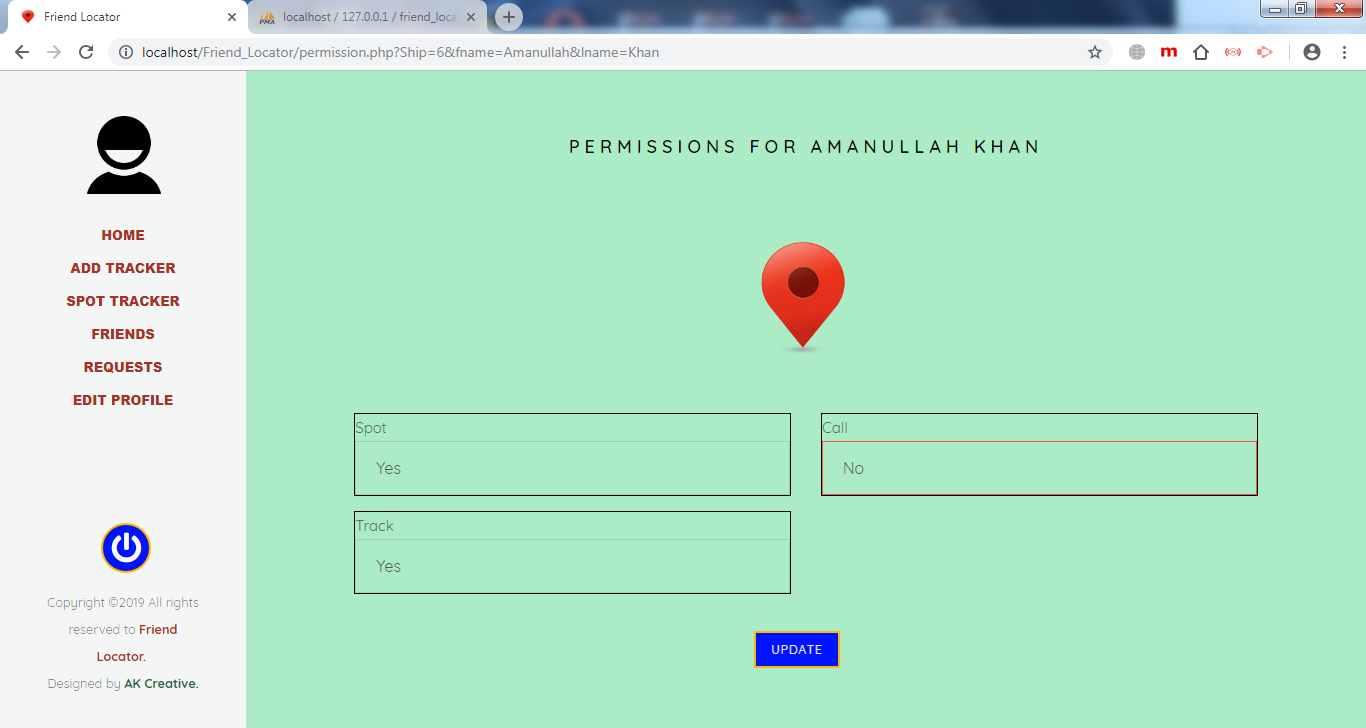 Friend Locator
PMA localhost / 127.0.0.1 / friend_loca
localhost/Friend_Locator/permission.php?Ship=6&fname=Amanullah&lname=Khan
m
HOME
ADD TRACKER
SPOT TRACKER
FRIENDS
REQUESTS
EDIT PROFILE
Copyright ©2019 All rights
reserved to Friend
Locator.
Designed by AK Creative.
PERMISSIONS FOR AMANULLAH KHAN
Spot
Yes
Call
No
Track
Yes
UPDATE